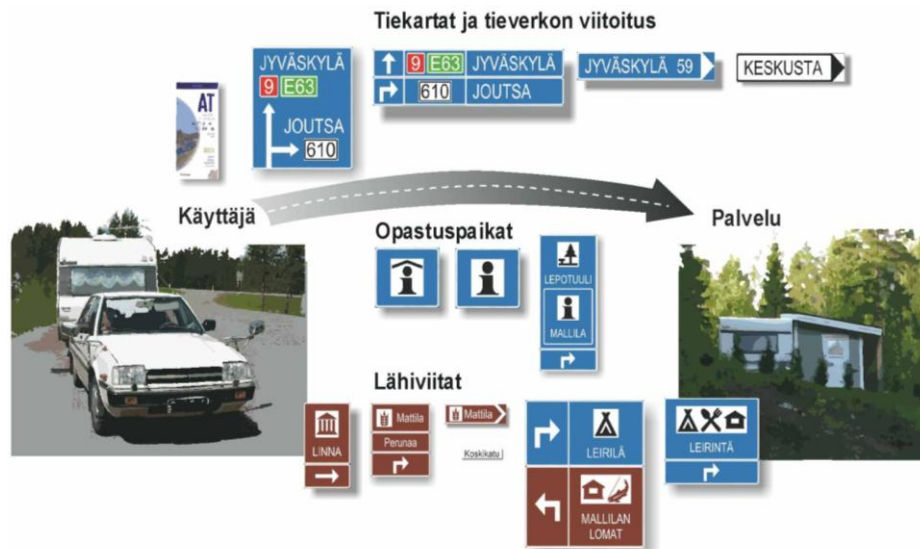 Tiekartat ja tieverkon viitoitus
AT
JYVÄSKYLÄ
9 E63
JOUTSA
610
9 E63 JYVÄSKYLÄ
610 JOUTSA
JYVÄSKYLÄ 59
KESKUSTA
Käyttäjä
Palvelu
Opastuspaikat
i
i
LEPOTUULI
i
MALLILA
Lähiviitat
LINNA
Mattila
Perunaa
Mattila
Koskikatu
LEIRILÄ
MALLILAN
LOMAT
LEIRINTÄ